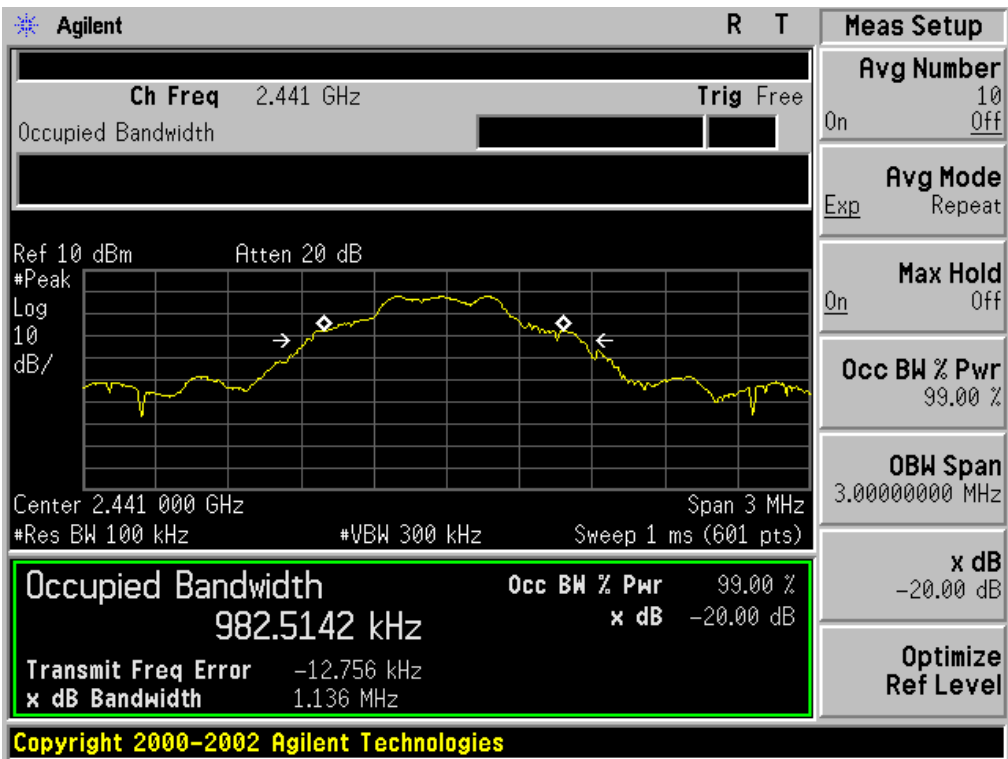 Agilent R T Meas Setup
Ch Freq 2.441 GHz Trig Free
Occupied Bandwidth
Avg Number
10
On Off
Avg Mode
Exp Repeat
Max Hold
On Off
Occ BW % Pwr
99.00 %
OBW Span
3.00000000 MHz
x dB
-20.00 dB
Optimize
Ref Level
Ref 10 dBm Atten 20 dB
#Peak
Log
10
dB/
Center 2.441 000 GHz Span 3 MHz
#Res BW 100 kHz #VBW 300 kHz Sweep 1 ms (601 pts)
Occupied Bandwidth Occ BW % Pwr 99.00 %
982.5142 kHz x dB -20.00 dB
Transmit Freq Error -12.756 kHz
x dB Bandwidth 1.136 MHz
Copyright 2000-2002 Agilent Technologies